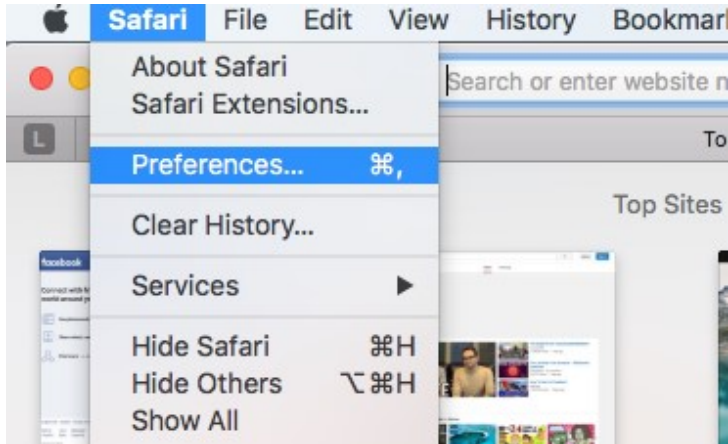 Safari File Edit View History Bookmar
About Safari
Search or enter website n
Safari Extensions...
L
To
Preferences... ⌘,
Top Sites
Clear History...
facebook
Services ▶
Hide Safari ⌘H
Hide Others ⌥⌘H
Show All